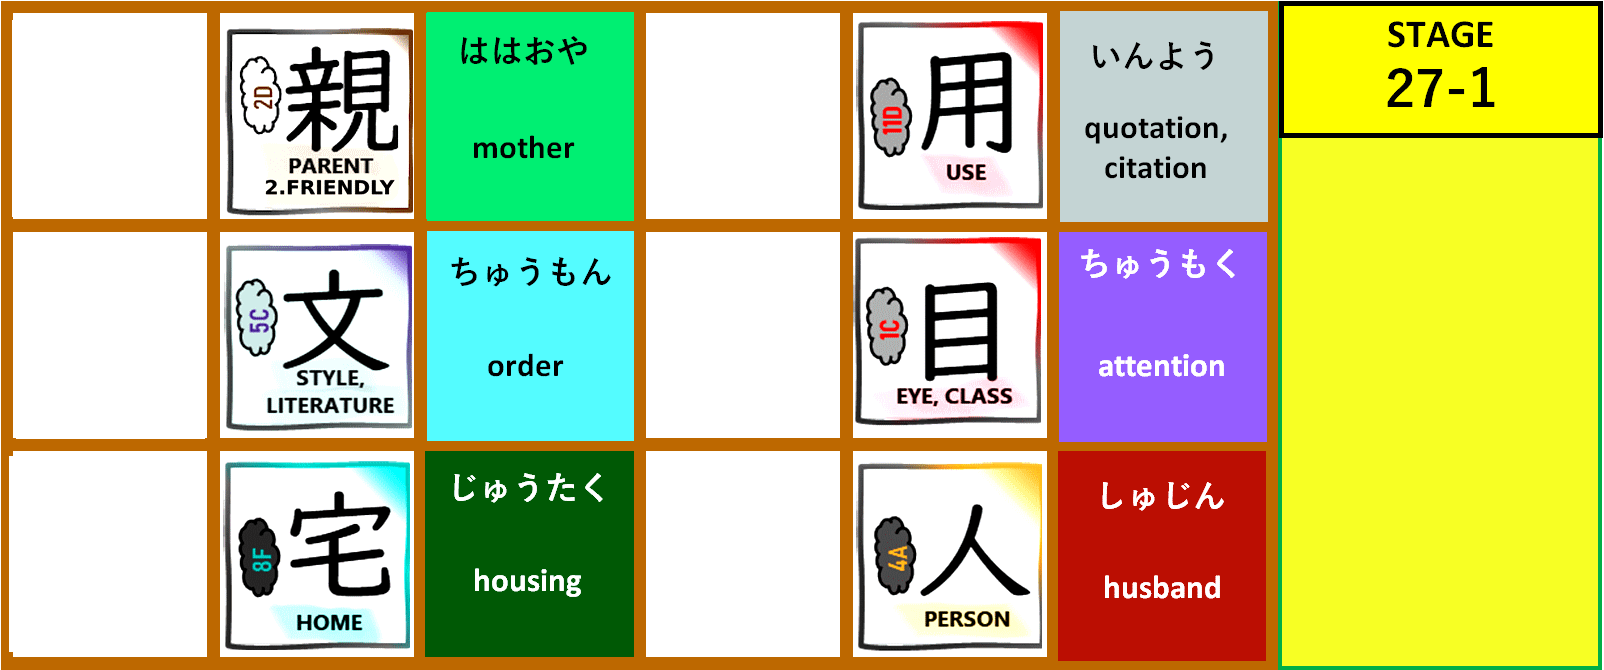 2D
親
PARENT
2.FRIENDLY
ははおや
mother
11D
用
USE
いんよう
quotation,
citation
STAGE
27-1
5C
文
STYLE,
LITERATURE
ちゅうもん
order
1C
目
EYE, CLASS
ちゅうもく
attention
8F
宅
HOME
じゅうたく
housing
4A
人
PERSON
しゅじん
husband